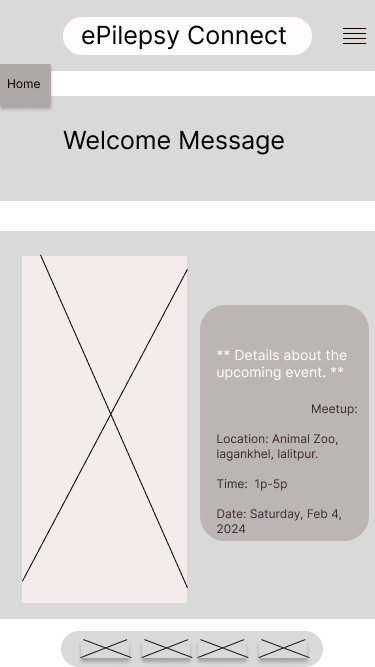 ePilepsy Connect
Home
Welcome Message
** Details about the
upcoming event. **
Meetup:
Location: Animal Zoo,
lagankhel, lalitpur.
Time:  1p-5p
Date: Saturday, Feb 4,
2024